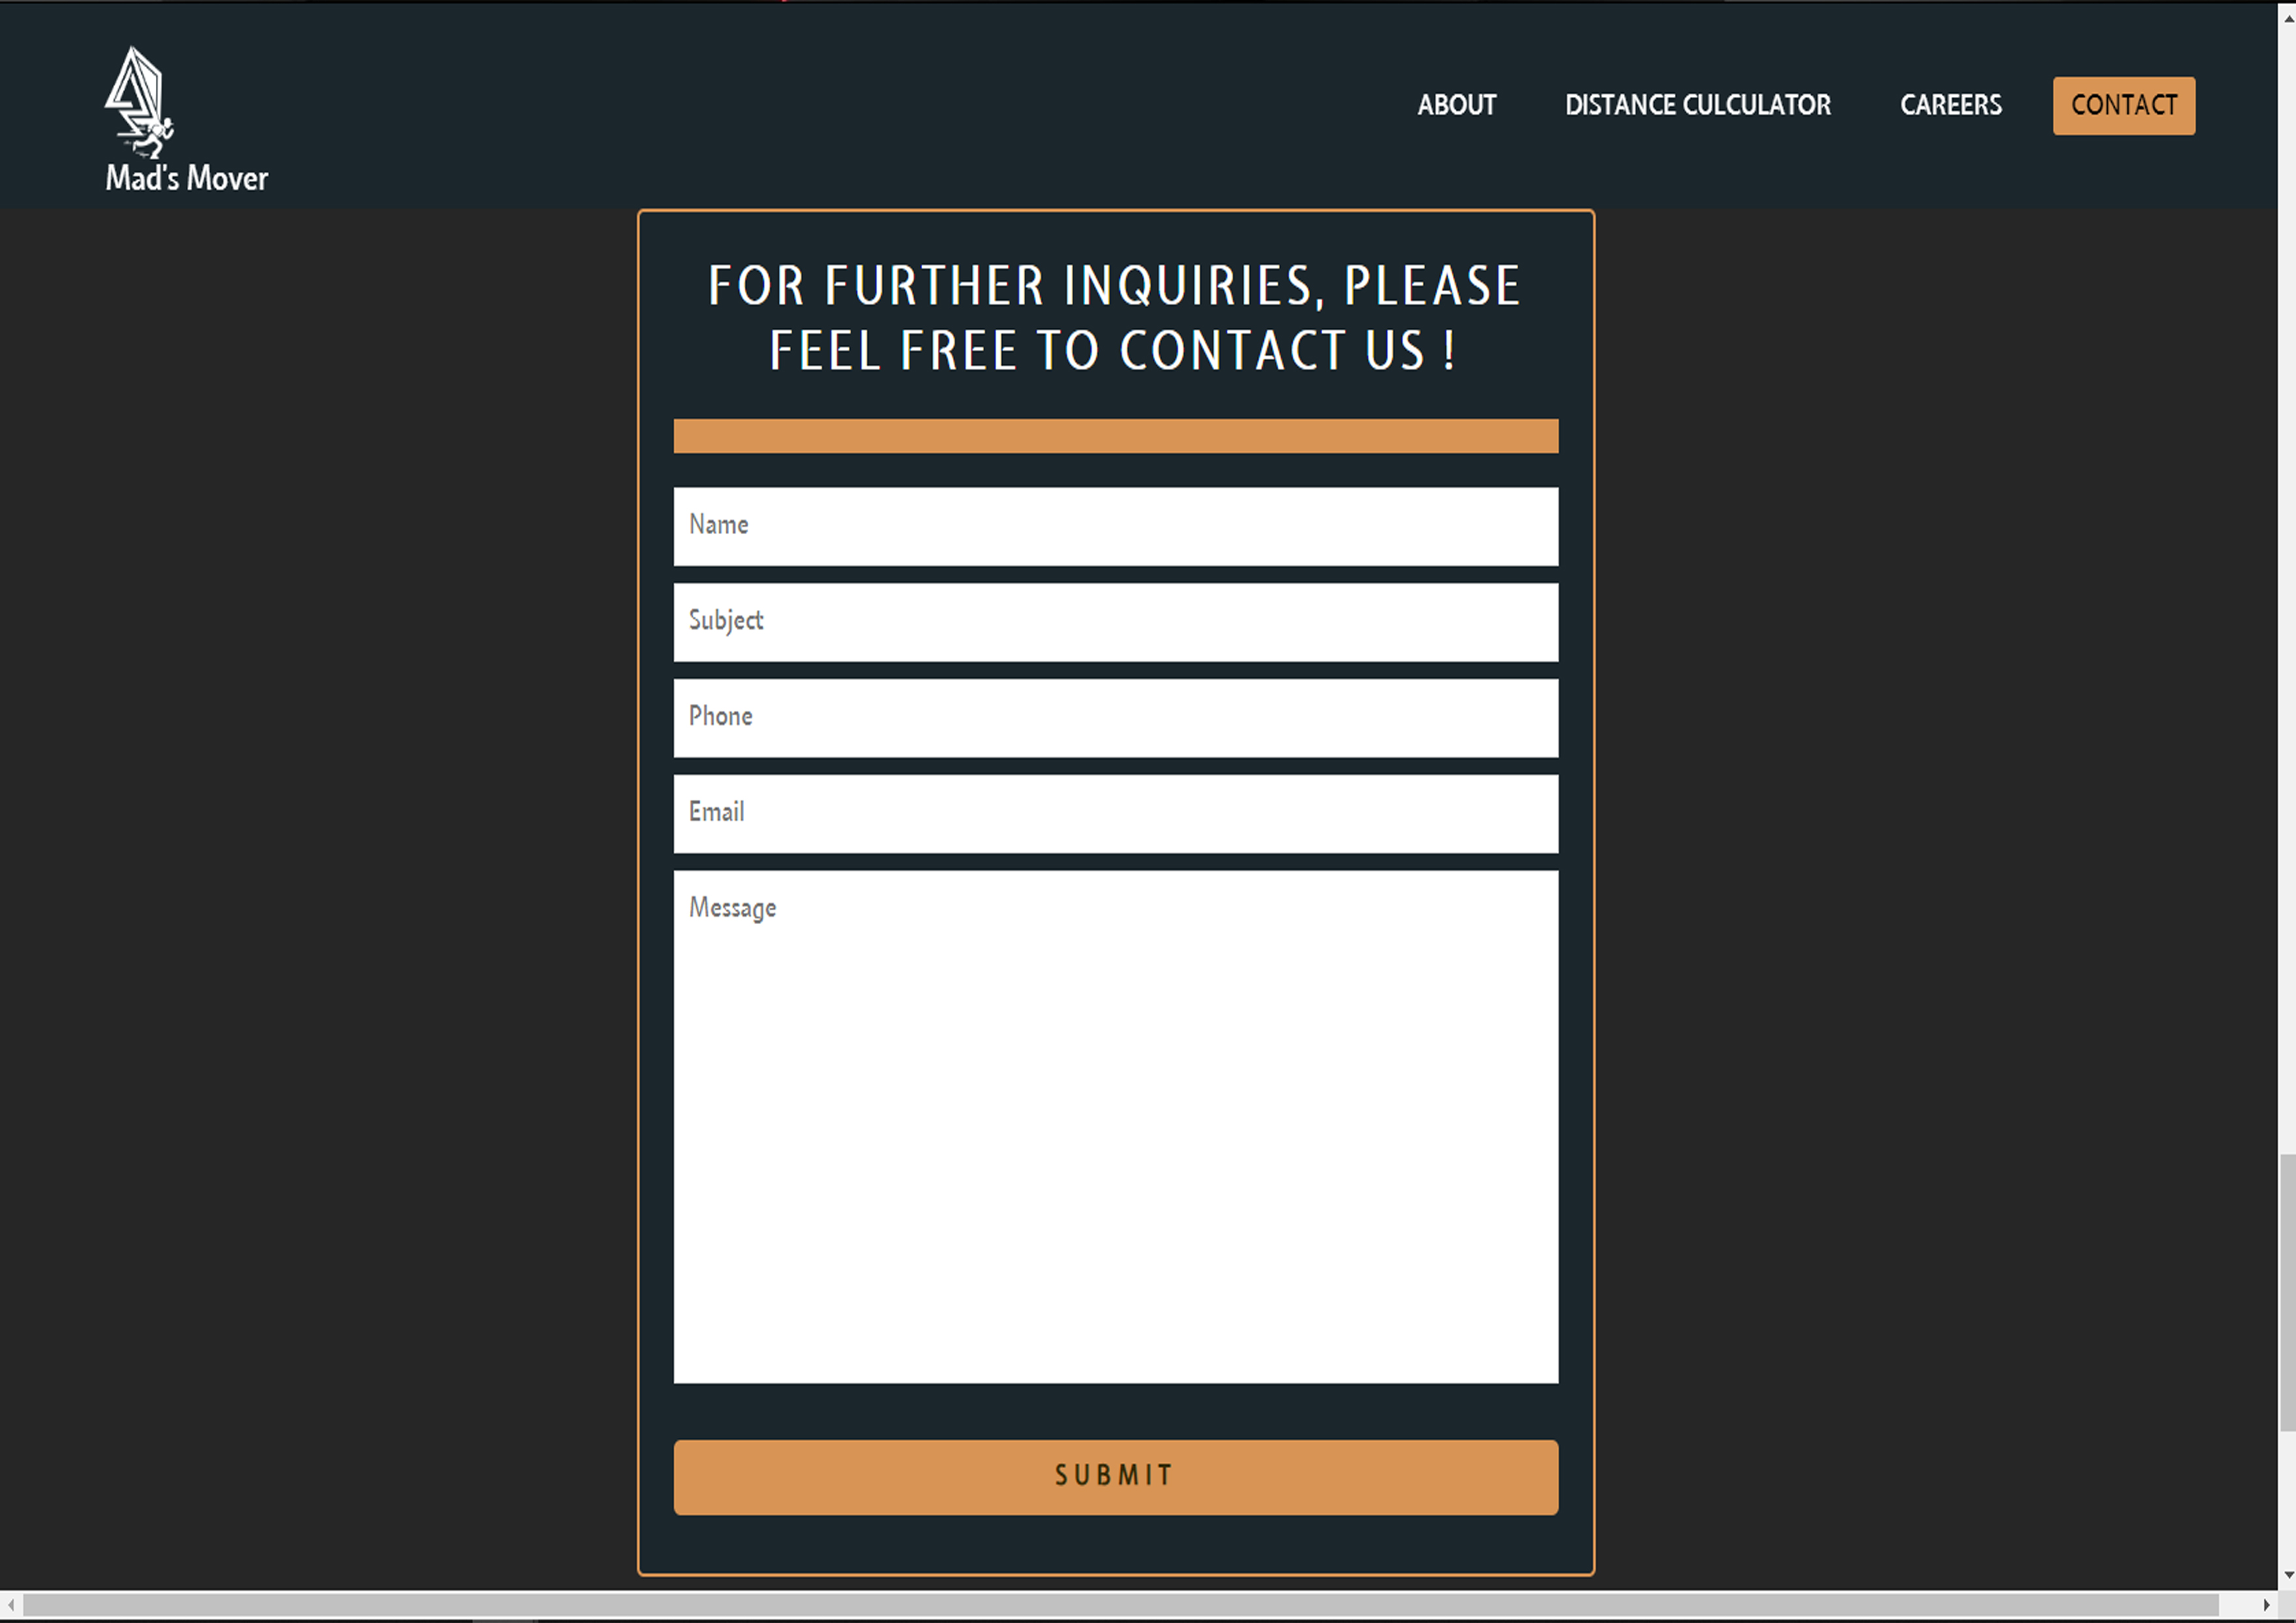 Mad's Mover
ABOUT DISTANCE CULCULATOR CAREERS CONTACT
FOR FURTHER INQUIRIES, PLEASE
FEEL FREE TO CONTACT US !
Name
Subject
Phone
Email
Message
SUBMIT